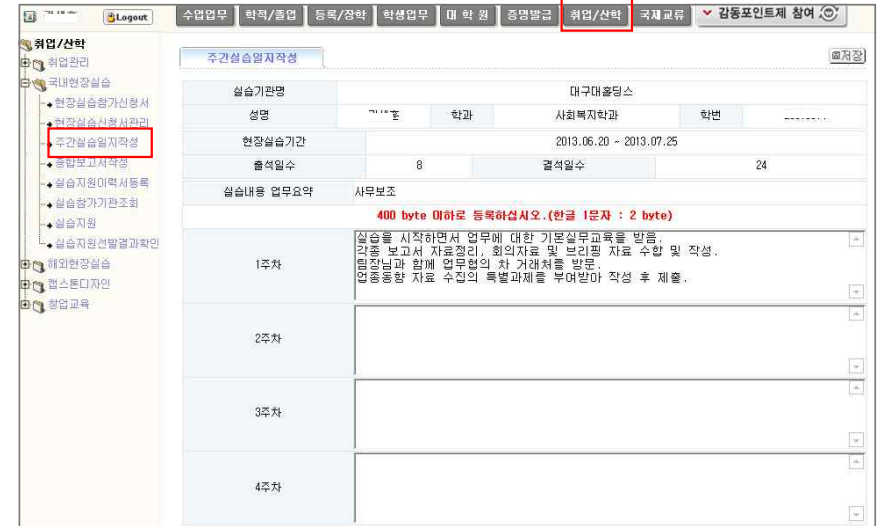 Logout
수업업무 학적/졸업 등록/장학 학생업무 대 학 원 증명발급 취업/산학 국제교류 감동포인트제 참여
취업/산학
취업관리
국내현장실습
현장실습참가신청서
현장실습신청서관리
주간실습일지작성
종합보고서작성
실습지원이력서등록
실습참가기관조회
실습지원
실습지원선발결과확인
해외현장실습
캡스톤디자인
창업교육
주간실습일지작성
저장
실습기관명 대구대홀딩스
성명 학과 사회복지학과 학번
현장실습기간 2013.06.20 ~ 2013.07.25
출석일수 8 결석일수 24
실습내용 업무요약 사무보조
400 byte 이하로 등록하십시오.(한글 1문자 : 2 byte)
1주차
실습을 시작하면서 업무에 대한 기본실무교육을 받음.
각종 보고서 자료정리, 회의자료 및 브리핑 자료 수합 및 작성.
팀장님과 함께 업무협의 차 거래처를 방문.
업종동향 자료 수집의 특별과제를 부여받아 작성 후 제출.
2주차
3주차
4주차